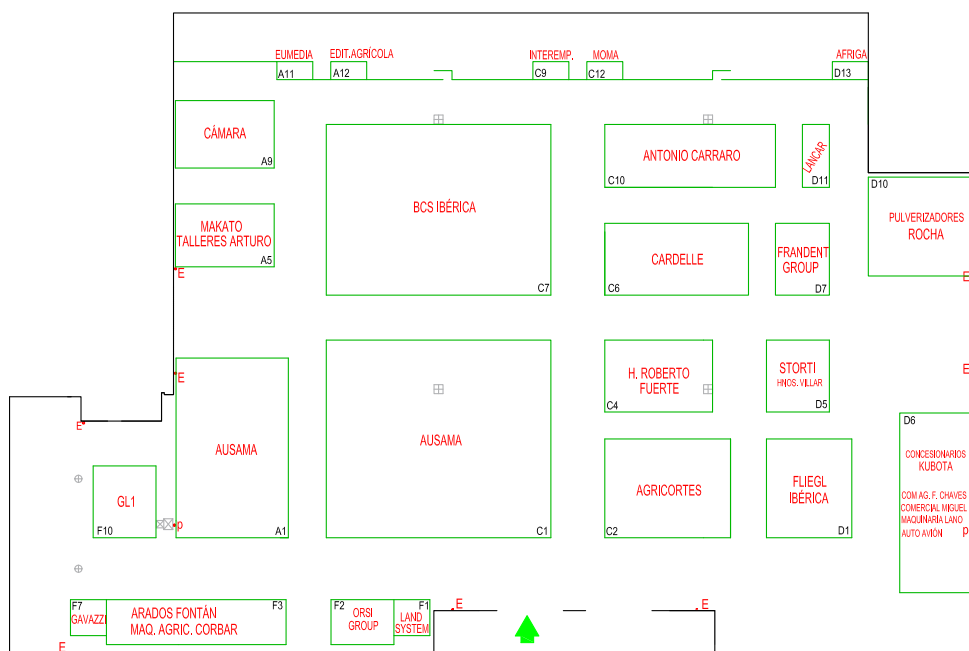 EUMEDIA
EDIT.AGRÍCOLA
INTEREMP.
MOMA
AFRIGA
A11
A12
C9
C12
D13
CÁMARA
A9
BCS IBÉRICA
C7
ANTONIO CARRARO
C10
LANCAR
D11
D10
PULVERIZADORES
ROCHA
MAKATO
TALLERES ARTURO
A5
CARDELLE
C6
FRANDENT
GROUP
D7
E
E
E
E
E
AUSAMA
A1
AUSAMA
C1
H. ROBERTO
FUERTE
C4
STORTI
HNOS. VILLAR
D5
D6
CONCESIONARIOS
KUBOTA
COM AG. F. CHAVES
COMERCIAL MIGUEL
MAQUINARIA LANO
AUTO AVIÓN
p
GL1
F10
p
AGRICORTES
C2
FLIEGL
IBÉRICA
D1
F7
GAVAZZI
ARADOS FONTÁN
MAQ. AGRIC. CORBAR
F3
F2
ORSI
GROUP
F1
LAND
SYSTEM
E
E
E